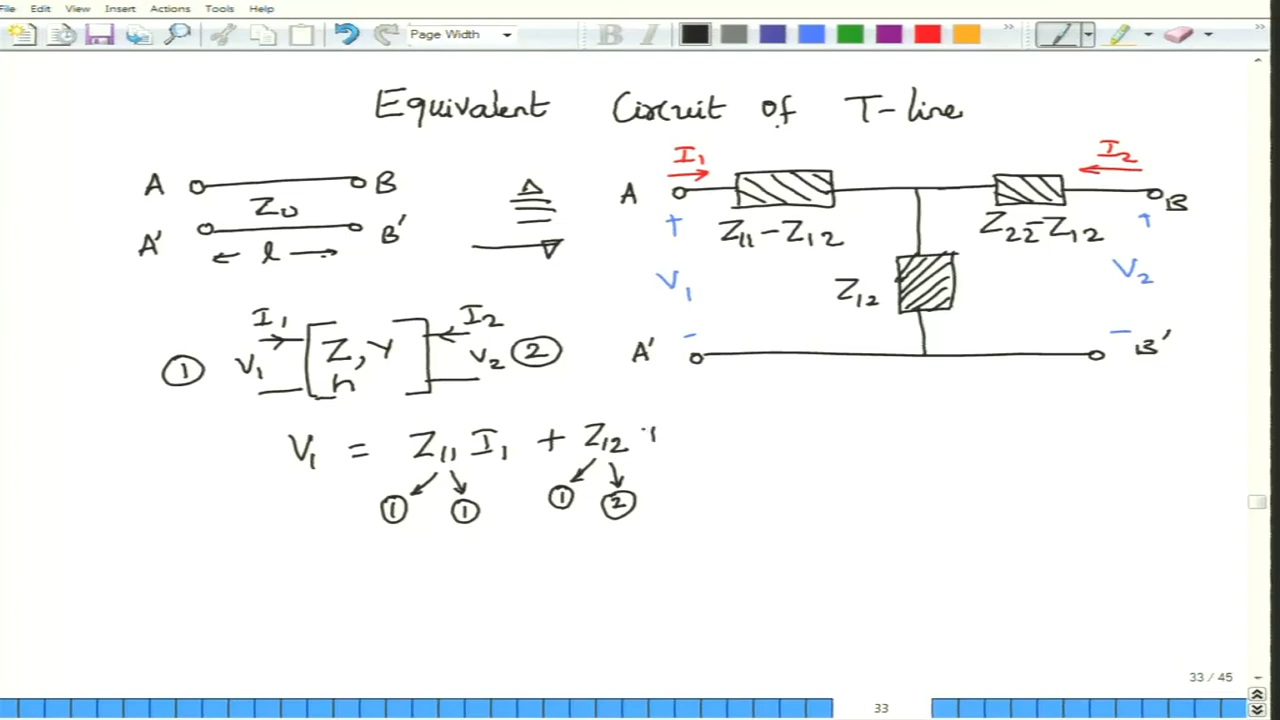 File Edit View Insert Actions Tools Help
Page Width
B I
Equivalent Circuit of T-line
A B
Z0
A' B'
l
≜
I1 I2
A B
Z11-Z12 Z22-Z12
+ +
V1 Z12 V2
- -
A' B'
I1 I2
① V1 Z, Y V2 ②
h
V1 = Z11 I1 + Z12
① ① ① ②
33 / 45
33